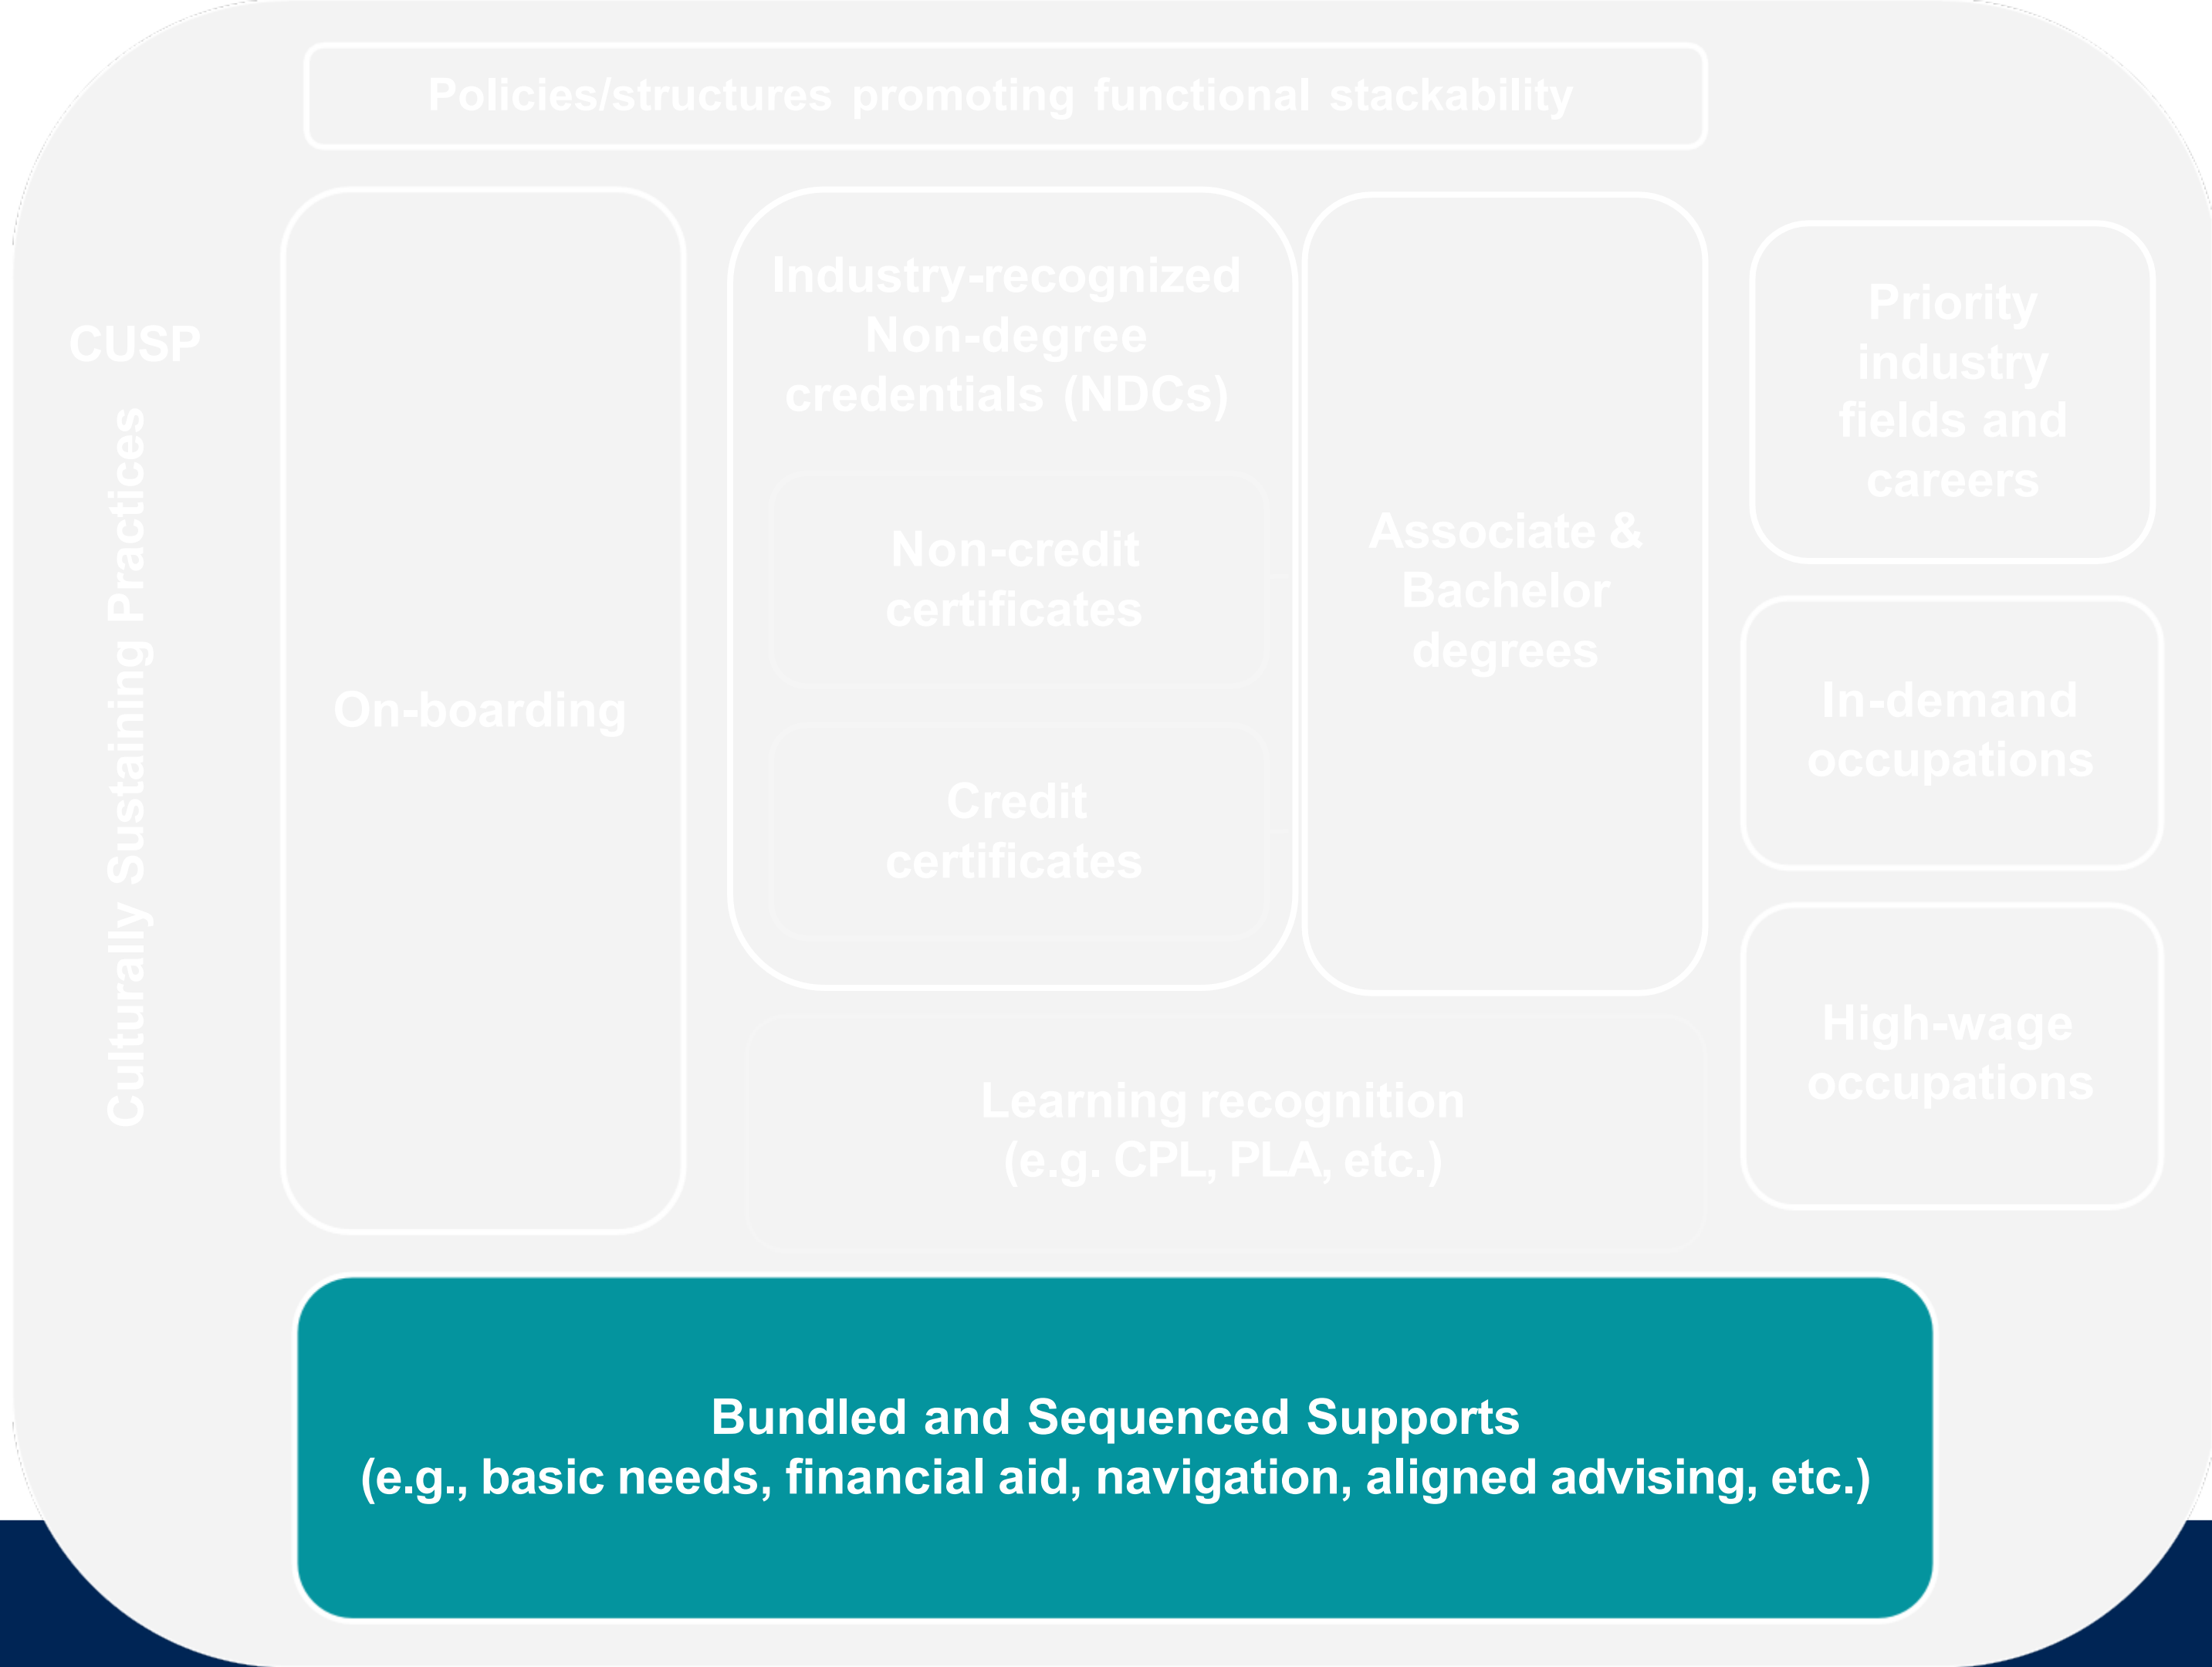 Policies/structures promoting functional stackability
CUSP
Culturally Sustaining Practices
On-boarding
Industry-recognized
Non-degree
credentials (NDCs)
Non-credit
certificates
Credit
certificates
Associate &
Bachelor
degrees
Priority
industry
fields and
careers
In-demand
occupations
High-wage
occupations
Learning recognition
(e.g. CPL, PLA, etc.)
Bundled and Sequenced Supports
(e.g., basic needs, financial aid, navigation, aligned advising, etc.)